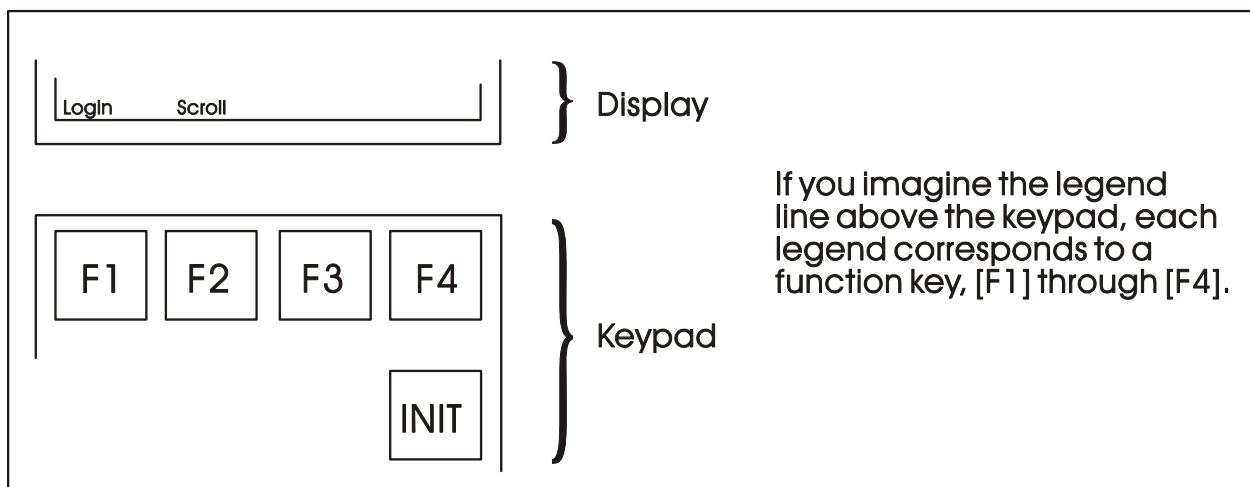 Login Scroll
Display
If you imagine the legend
line above the keypad, each
legend corresponds to a
function key, [F1] through [F4].
F1 F2 F3 F4
Keypad
INIT